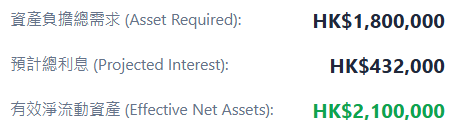 資產負擔總需求 (Asset Required): HK$1,800,000
預計總利息 (Projected Interest): HK$432,000
有效淨流動資產 (Effective Net Assets): HK$2,100,000